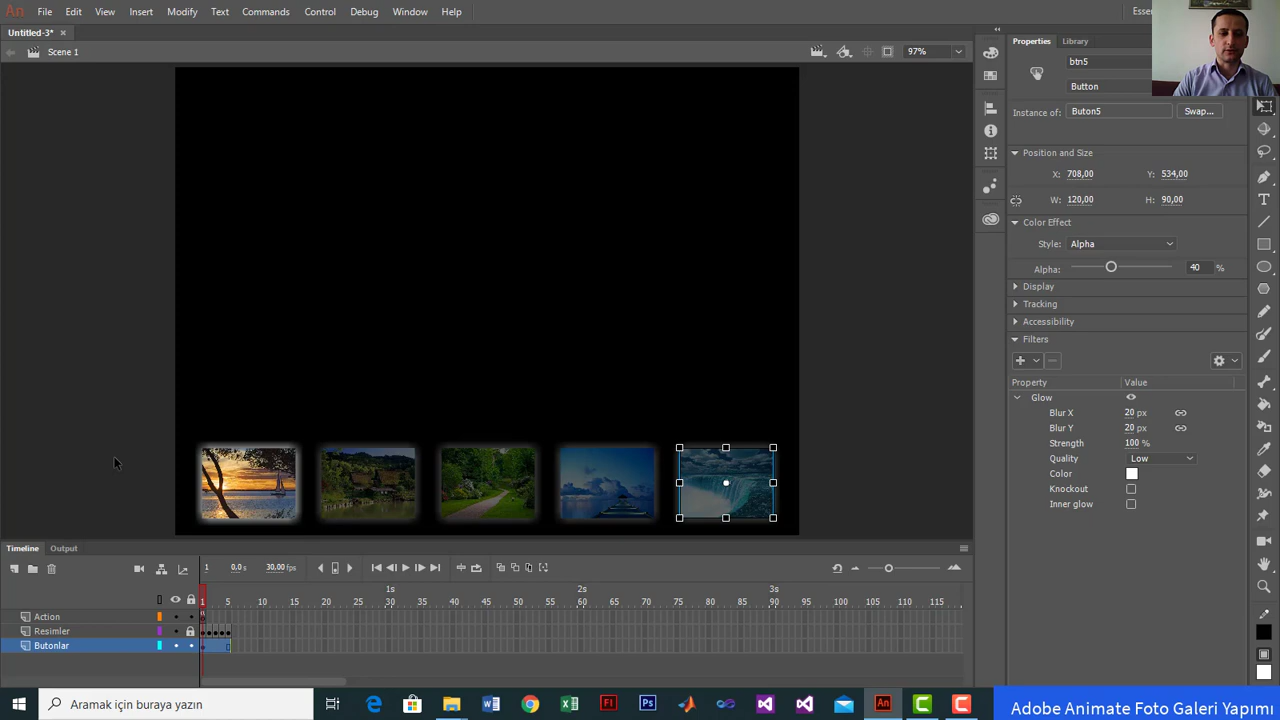 An File Edit View Insert Modify Text Commands Control Debug Window Help
Untitled-3* ×
Scene 1
97%
Properties Library
btn5
Button
Instance of: Buton5 Swap...
Position and Size
X: 708,00 Y: 534,00
W: 120,00 H: 90,00
Color Effect
Style: Alpha
Alpha: 40 %
Display
Tracking
Accessibility
Filters
Property Value
Glow
Blur X 20 px
Blur Y 20 px
Strength 100 %
Quality Low
Color
Knockout
Inner glow
Timeline Output
1 0.0 s 30,00 fps
1s 2s 3s
1 5 10 15 20 25 30 35 40 45 50 55 60 65 70 75 80 85 90 95 100 105 110 115
Action
Resimler
Butonlar
Aramak için buraya yazın
Adobe Animate Foto Galeri Yapımı